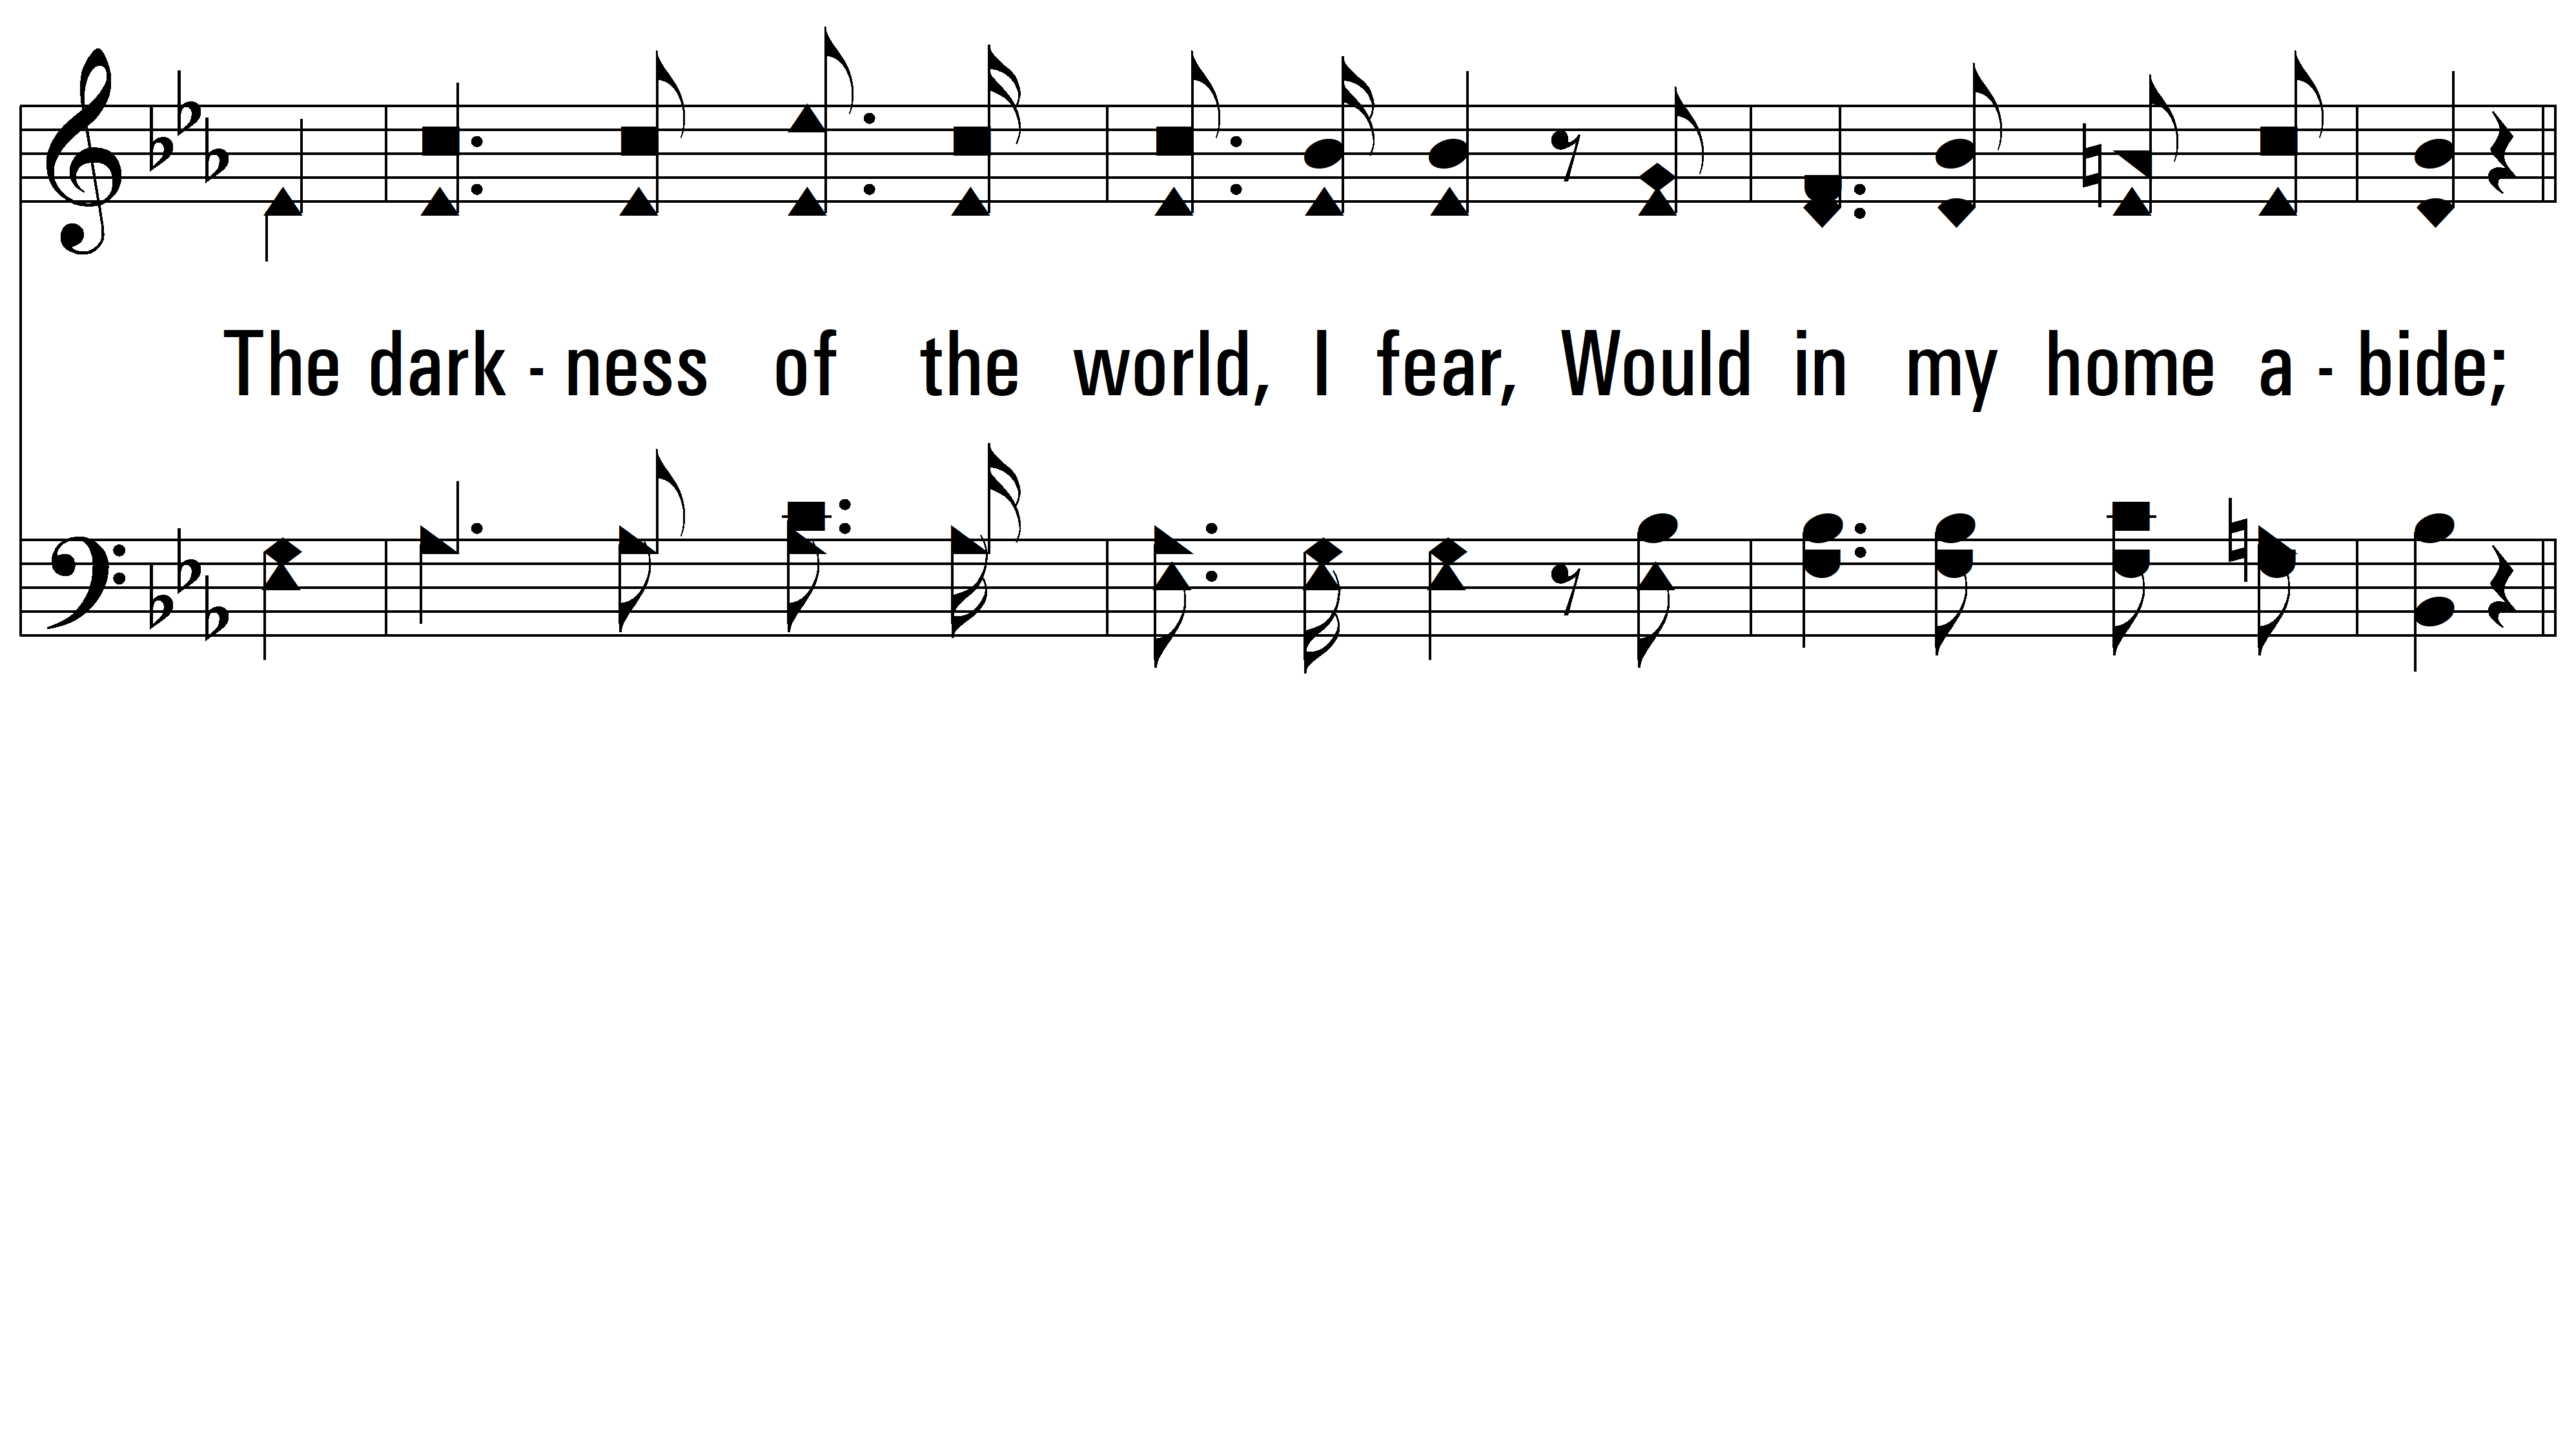 The dark - ness of the world, I fear, Would in my home a - bide;